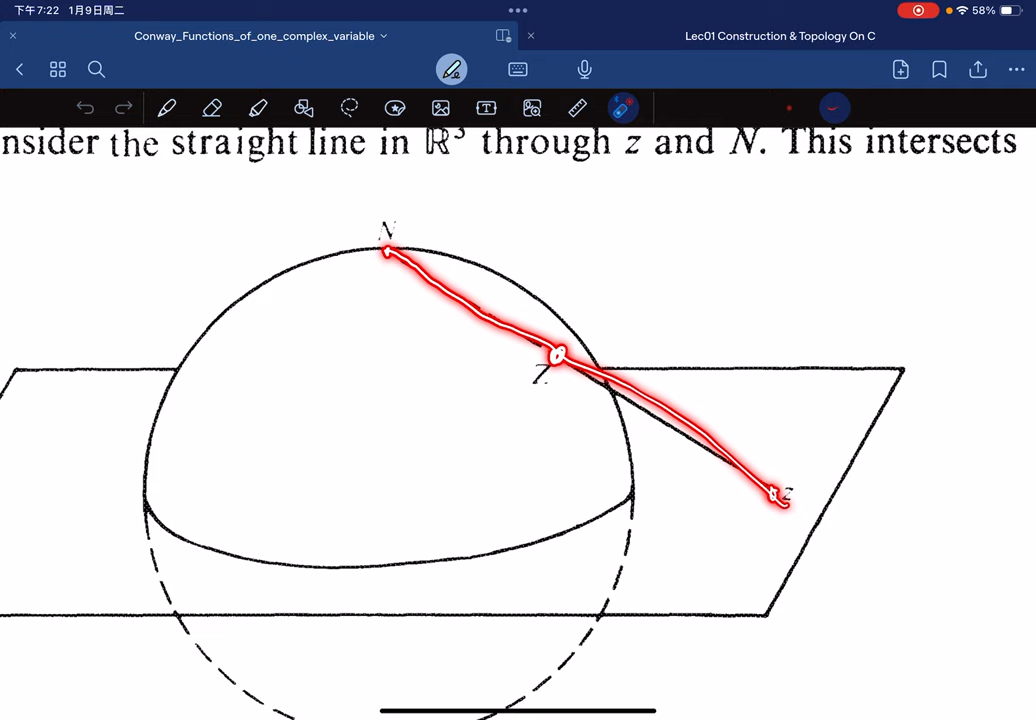 下午7:22 1月9日周二
58%
Conway_Functions_of_one_complex_variable
Lec01 Construction & Topology On C
nsider the straight line in ℝ³ through z and N. This intersects
N
Z
z